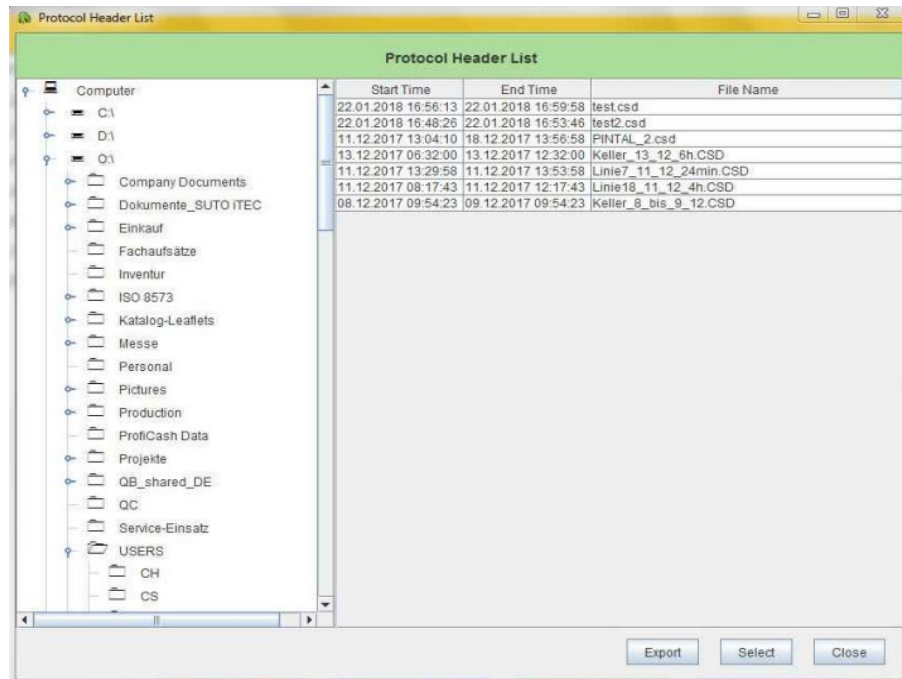 Protocol Header List
Protocol Header List
Computer
C:\
D:\
O:\
Company Documents
Dokumente_SUTO iTEC
Einkauf
Fachaufsätze
Inventur
ISO 8573
Katalog-Leaflets
Messe
Personal
Pictures
Production
ProfiCash Data
Projekte
QB_shared_DE
QC
Service-Einsatz
USERS
CH
CS
Start Time End Time File Name
22.01.2018 16:56:13 22.01.2018 16:59:58 test.csd
22.01.2018 16:48:26 22.01.2018 16:53:46 test2.csd
11.12.2017 13:04:10 18.12.2017 13:56:58 PINTAL_2.csd
13.12.2017 06:32:00 13.12.2017 12:32:00 Keller_13_12_6h.CSD
11.12.2017 13:29:58 11.12.2017 13:53:58 Linie7_11_12_24min.CSD
11.12.2017 08:17:43 11.12.2017 12:17:43 Linie18_11_12_4h.CSD
08.12.2017 09:54:23 09.12.2017 09:54:23 Keller_8_bis_9_12.CSD
Export Select Close